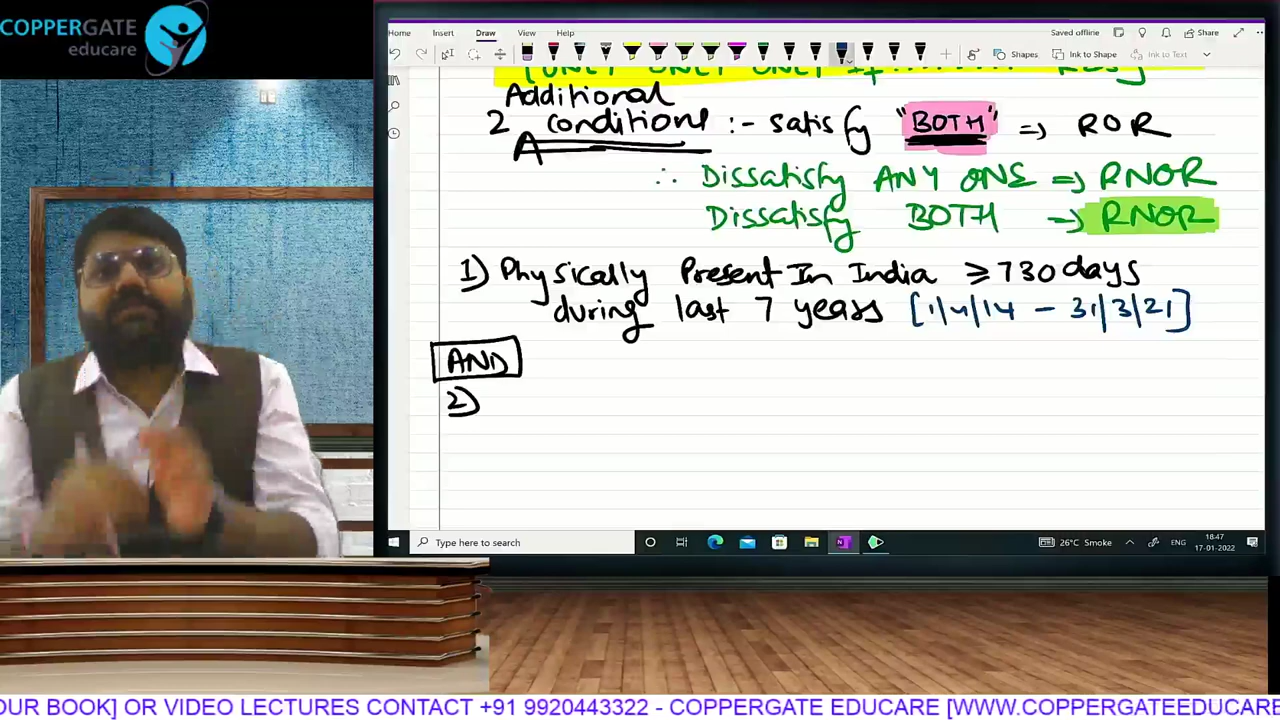 COPPERGATE
educare
Home Insert Draw View Help
Saved offline
Share
Shapes
Ink to Shape
Ink to Text
Additional
2 conditions :- satisfy "BOTH" => ROR
∴ Dissatisfy ANY ONE => RNOR
Dissatisfy BOTH => RNOR
1) Physically Present In India ≥ 730 days
during last 7 years [1/4/14 - 31/3/21]
AND
2)
Type here to search
26°C Smoke
ENG
18:47
17-01-2022
OUR BOOK] OR VIDEO LECTURES CONTACT +91 9920443322 - COPPERGATE EDUCARE [WWW.COPPERGATEEDUCARE